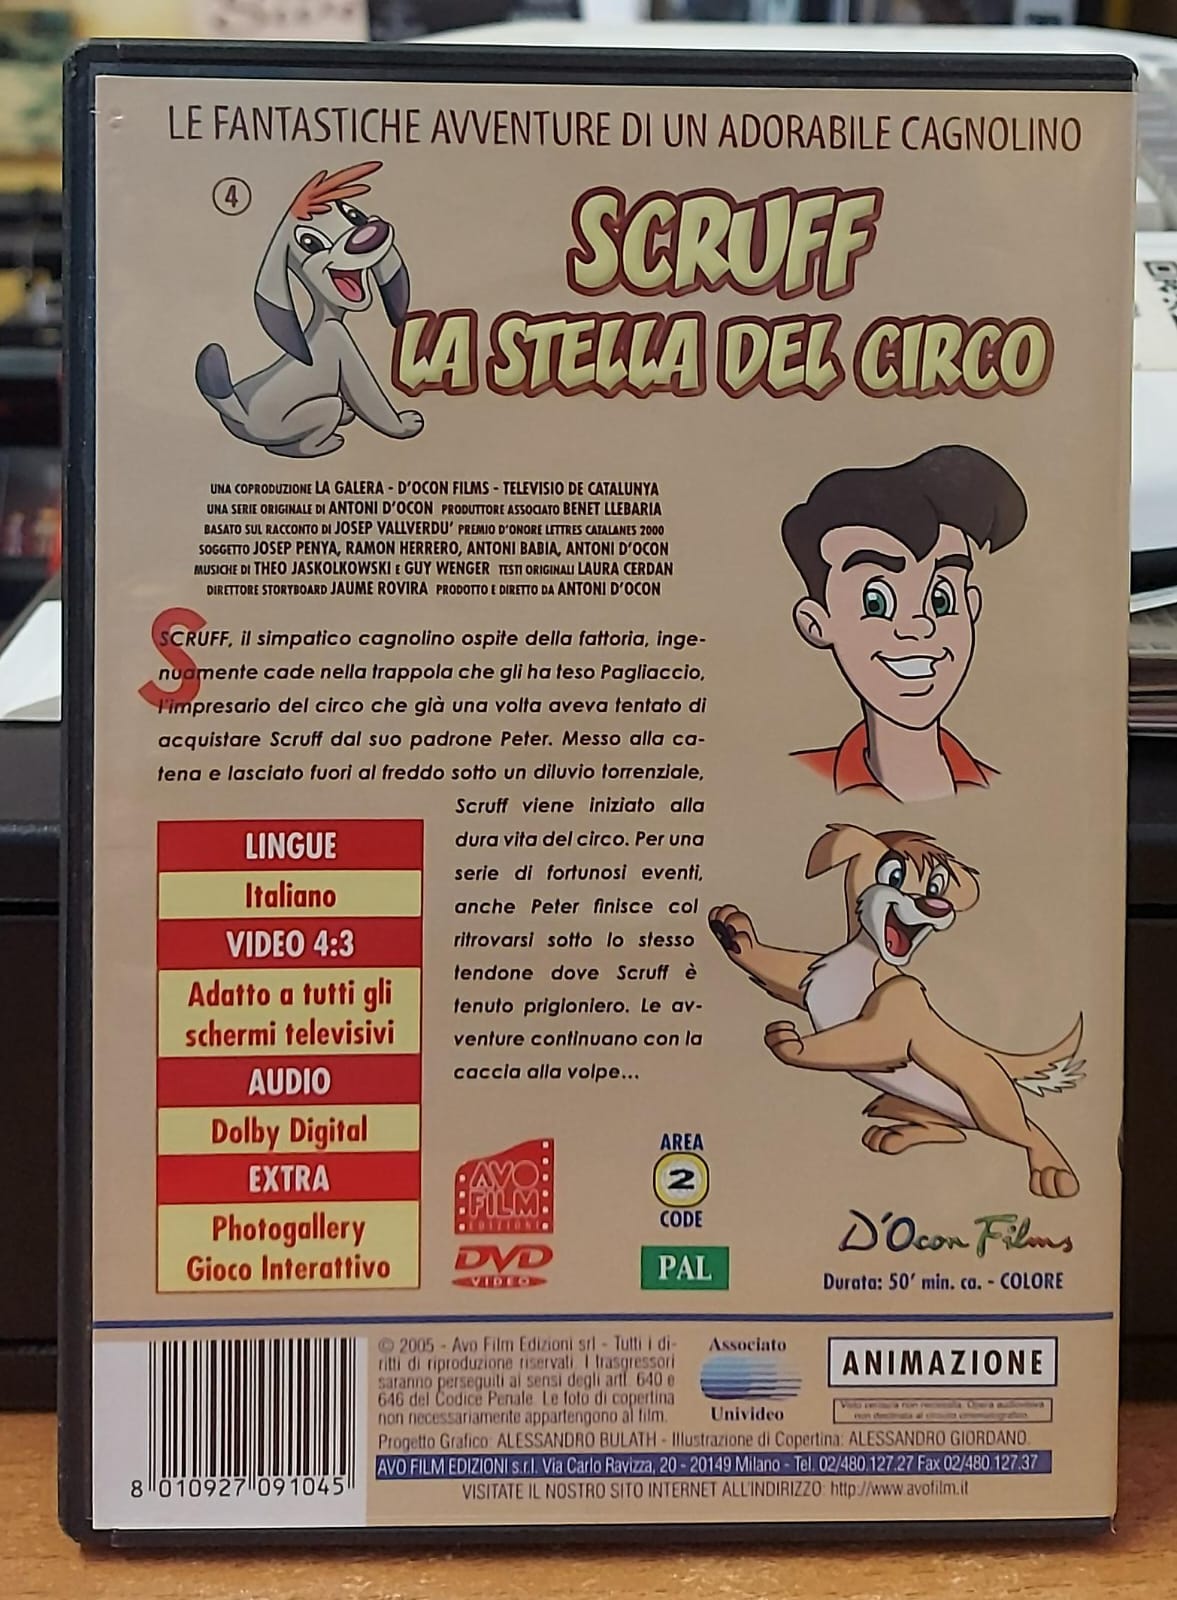 LE FANTASTICHE AVVENTURE DI UN ADORABILE CAGNOLINO
4
SCRUFF
LA STELLA DEL CIRCO
UNA COPRODUZIONE LA GALERA - D'OCON FILMS - TELEVISIO DE CATALUNYA
UNA SERIE ORIGINALE DI ANTONI D'OCON PRODUTTORE ASSOCIATO BENET LLEBARIA
BASATO SUL RACCONTO DI JOSEP VALLVERDU' PREMIO D'ONORE LETTRES CATALANES 2000
SOGGETTO JOSEP PENYA, RAMON HERRERO, ANTONI BABIA, ANTONI D'OCON
MUSICHE DI THEO JASKOLKOWSKI E GUY WENGER TESTI ORIGINALI LAURA CERDAN
DIRETTORE STORYBOARD JAUME ROVIRA PRODOTTO E DIRETTO DA ANTONI D'OCON
SCRUFF, il simpatico cagnolino ospite della fattoria, inge-
nuamente cade nella trappola che gli ha teso Pagliaccio,
l'impresario del circo che già una volta aveva tentato di
acquistare Scruff dal suo padrone Peter. Messo alla ca-
tena e lasciato fuori al freddo sotto un diluvio torrenziale,
Scruff viene iniziato alla
dura vita del circo. Per una
serie di fortunosi eventi,
anche Peter finisce col
ritrovarsi sotto lo stesso
tendone dove Scruff è
tenuto prigioniero. Le av-
venture continuano con la
caccia alla volpe...
LINGUE
Italiano
VIDEO 4:3
Adatto a tutti gli
schermi televisivi
AUDIO
Dolby Digital
EXTRA
Photogallery
Gioco Interattivo
AVO
FILM
EDIZIONI
DVD
VIDEO
AREA
2
CODE
PAL
D'Ocon Films
Durata: 50' min. ca. - COLORE
8 010927 091045
© 2005 - Avo Film Edizioni srl - Tutti i di-
ritti di riproduzione riservati. I trasgressori
saranno perseguiti ai sensi degli artt. 640 e
646 del Codice Penale. Le foto di copertina
non necessariamente appartengono al film.
Associato
Univideo
ANIMAZIONE
Visto censura non necessario. Opera audiovisiva
non destinata al circuito cinematografico.
Progetto Grafico: ALESSANDRO BULATH - Illustrazione di Copertina: ALESSANDRO GIORDANO.
AVO FILM EDIZIONI s.r.l. Via Carlo Ravizza, 20 - 20149 Milano - Tel. 02/480.127.27 Fax 02/480.127.37
VISITATE IL NOSTRO SITO INTERNET ALL'INDIRIZZO: http://www.avofilm.it